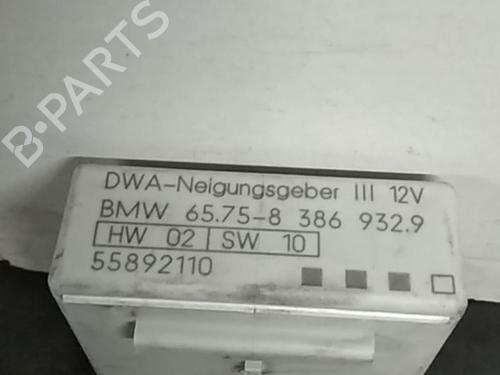 B-PARTS
DWA-Neigungsgeber III 12V
BMW 65.75-8 386 932.9
HW 02 SW 10
55892110